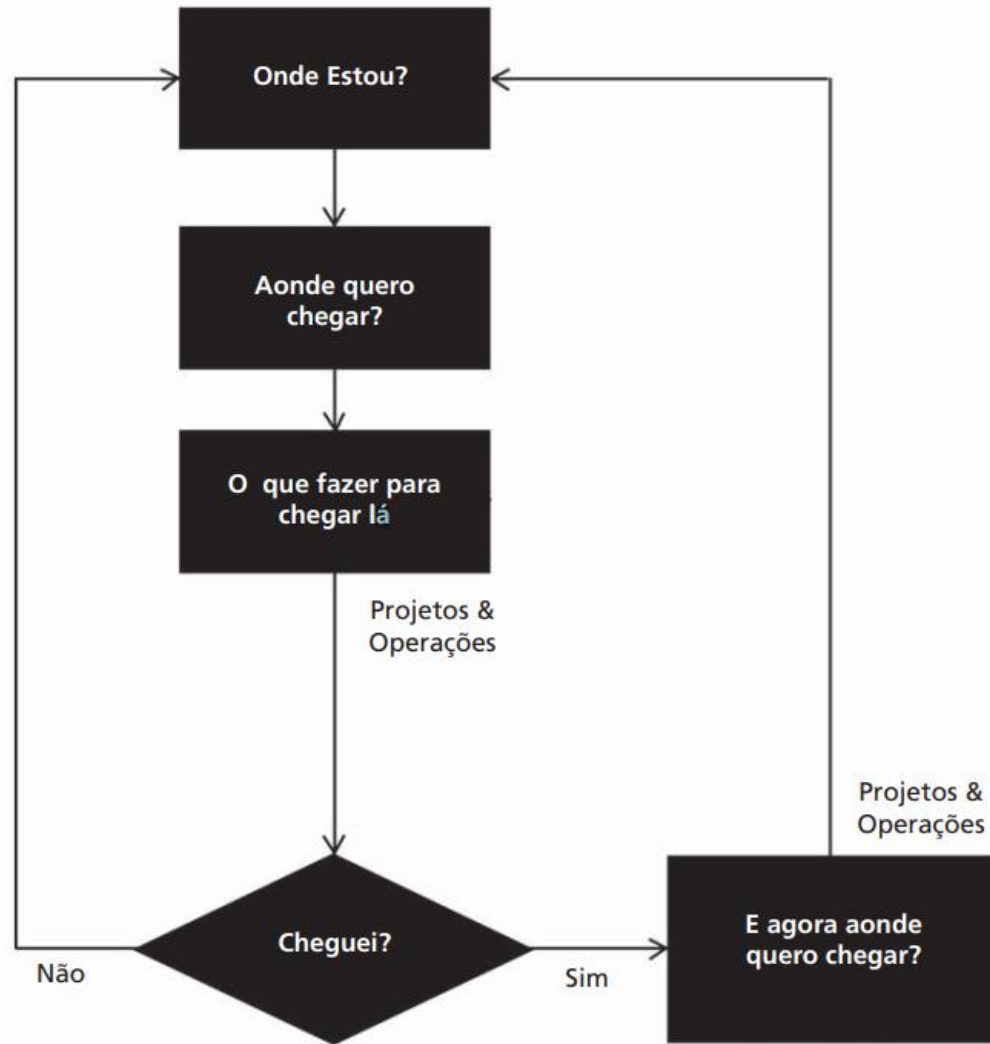 Onde Estou?
Aonde quero
chegar?
O que fazer para
chegar lá
Projetos &
Operações
Projetos &
Operações
Cheguei?
E agora aonde
quero chegar?
Não
Sim